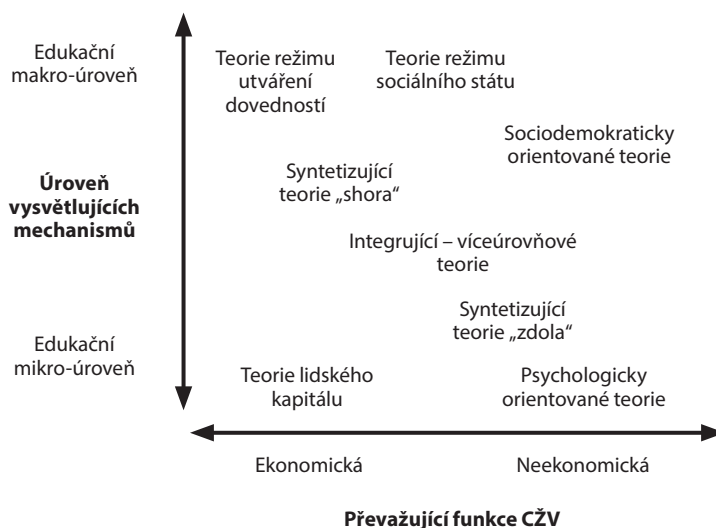 Edukační
makro-úroveň
Teorie režimu
utváření
dovedností
Teorie režimu
sociálního státu
Sociodemokraticky
orientované teorie
Syntetizující
teorie „shora“
Úroveň
vysvětlujících
mechanismů
Integrující – víceúrovňové
teorie
Syntetizující
teorie „zdola“
Edukační
mikro-úroveň
Teorie lidského
kapitálu
Psychologicky
orientované teorie
Ekonomická
Neekonomická
Převažující funkce CŽV